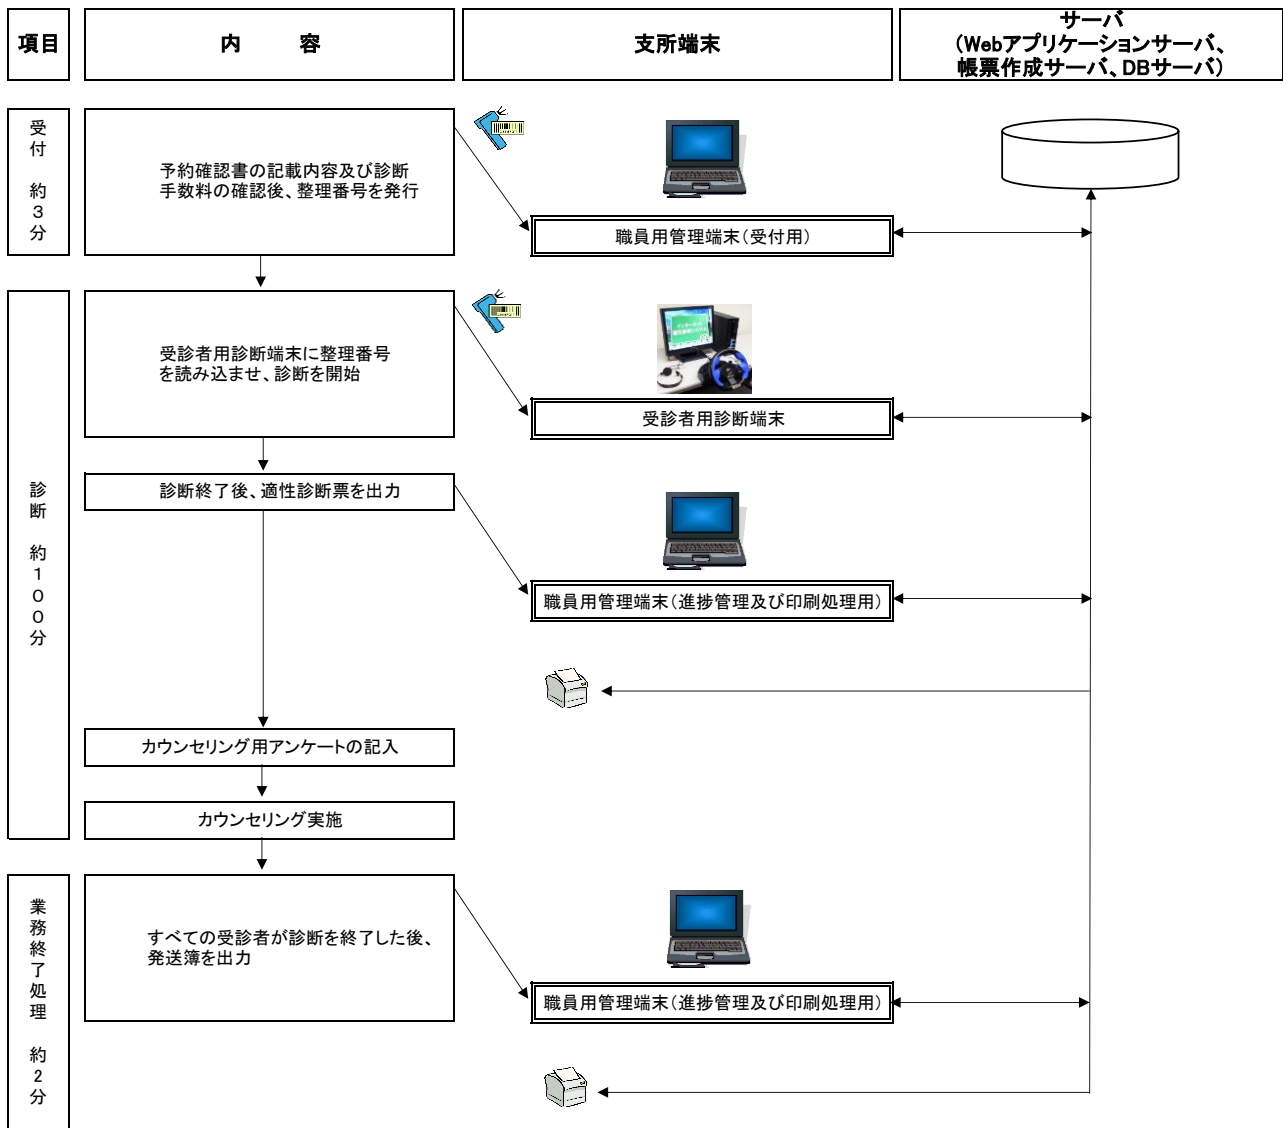 項目
内　　容
支所端末
サーバ
（Webアプリケーションサーバ、
帳票作成サーバ、DBサーバ）
受付　約３分
予約確認書の記載内容及び診断
手数料の確認後、整理番号を発行
職員用管理端末（受付用）
診断　約１００分
受診者用診断端末に整理番号
を読み込ませ、診断を開始
受診者用診断端末
診断終了後、適性診断票を出力
職員用管理端末（進捗管理及び印刷処理用）
カウンセリング用アンケートの記入
カウンセリング実施
業務終了処理　約２分
すべての受診者が診断を終了した後、
発送簿を出力
職員用管理端末（進捗管理及び印刷処理用）